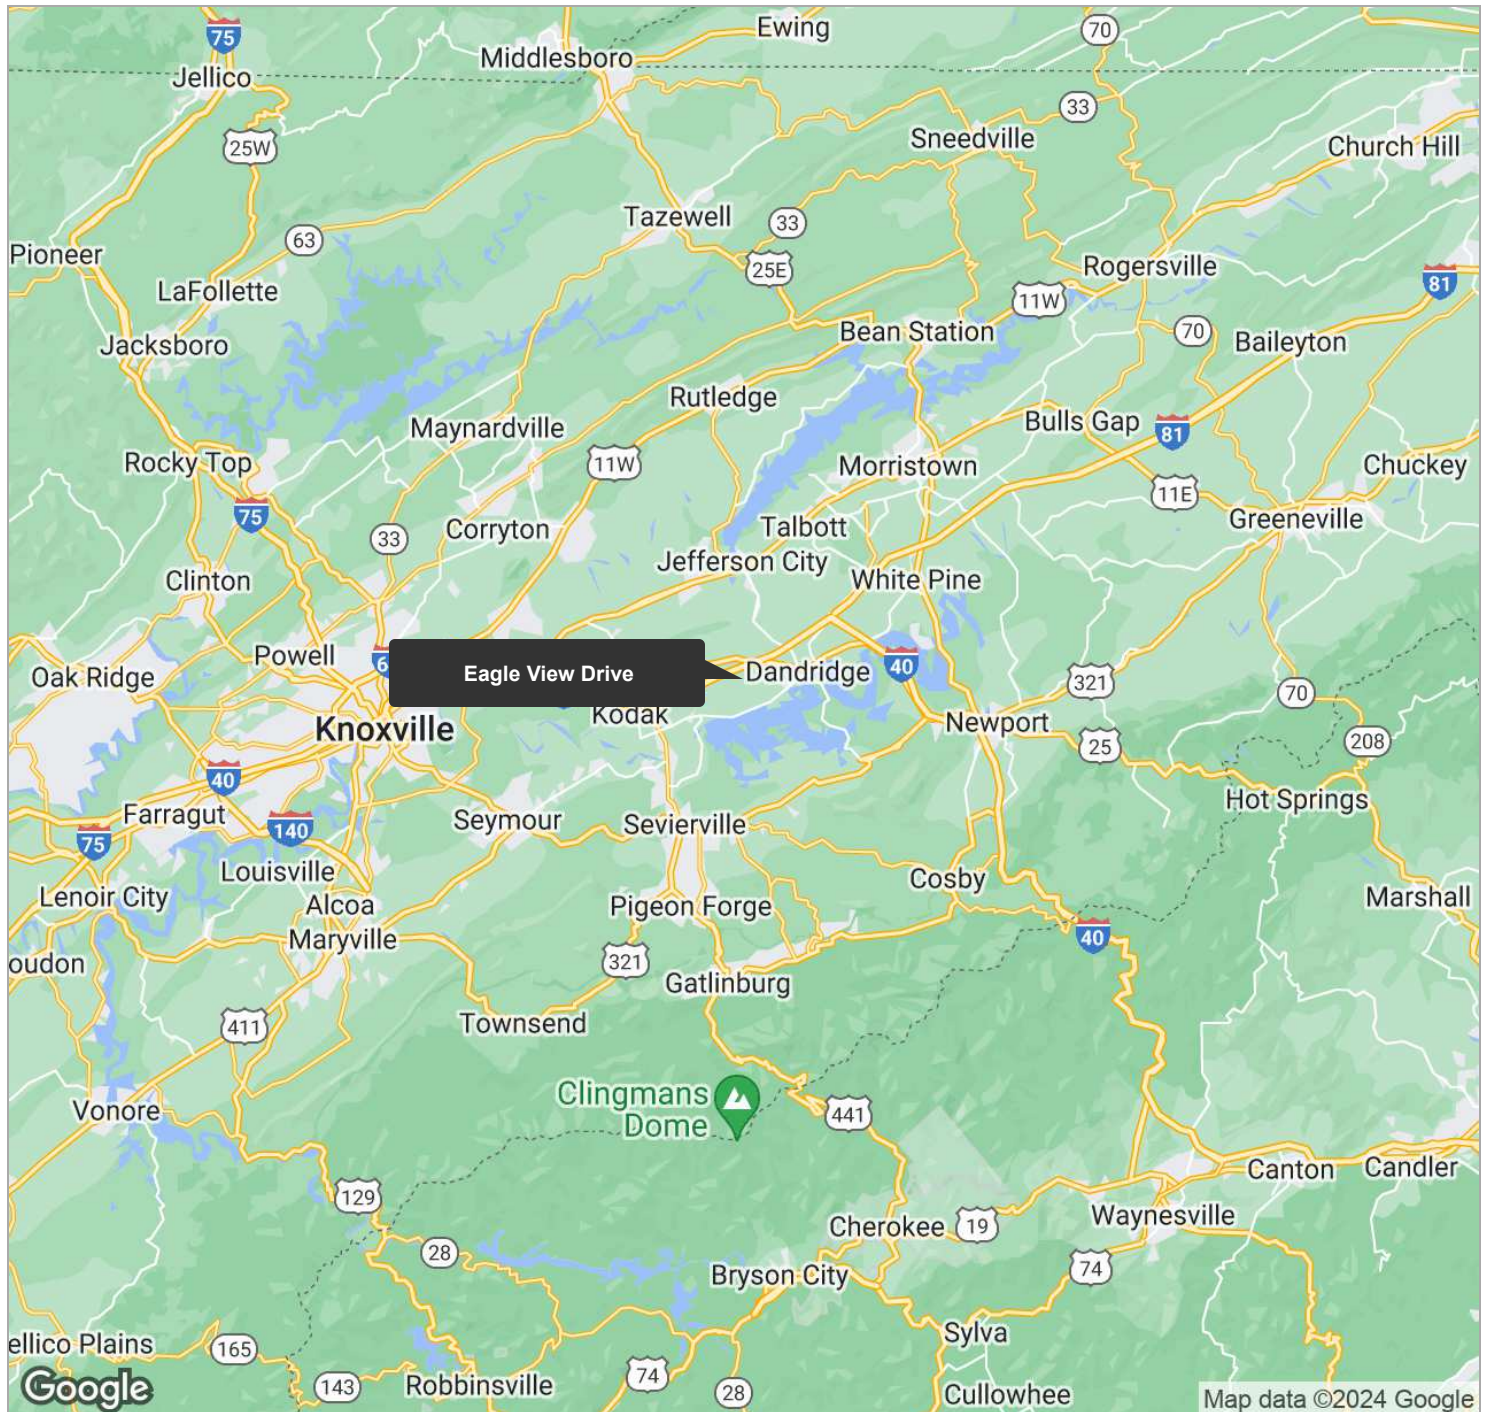 75
Ewing
70
Middlesboro
Jellico
33
25W
Sneedville
Church Hill
Tazewell
33
63
Pioneer
25E
Rogersville
81
LaFollette
11W
70
Bean Station
Baileyton
Jacksboro
Rutledge
Maynardville
Bulls Gap
81
Rocky Top
11W
Morristown
Chuckey
11E
75
Greeneville
33
Corryton
Talbott
Jefferson City
White Pine
Clinton
Powell
6
Oak Ridge
Eagle View Drive
Dandridge
40
321
70
Kodak
Knoxville
Newport
25
208
40
Hot Springs
Farragut
140
Seymour
Sevierville
75
Louisville
Cosby
Lenoir City
Alcoa
Pigeon Forge
Marshall
Maryville
40
oudon
321
Gatlinburg
411
Townsend
Clingmans
Dome
441
Vonore
Canton
Candler
129
Cherokee
19
Waynesville
28
Bryson City
74
Sylva
ellico Plains
165
74
143
Robbinsville
28
Cullowhee
Google
Map data ©2024 Google